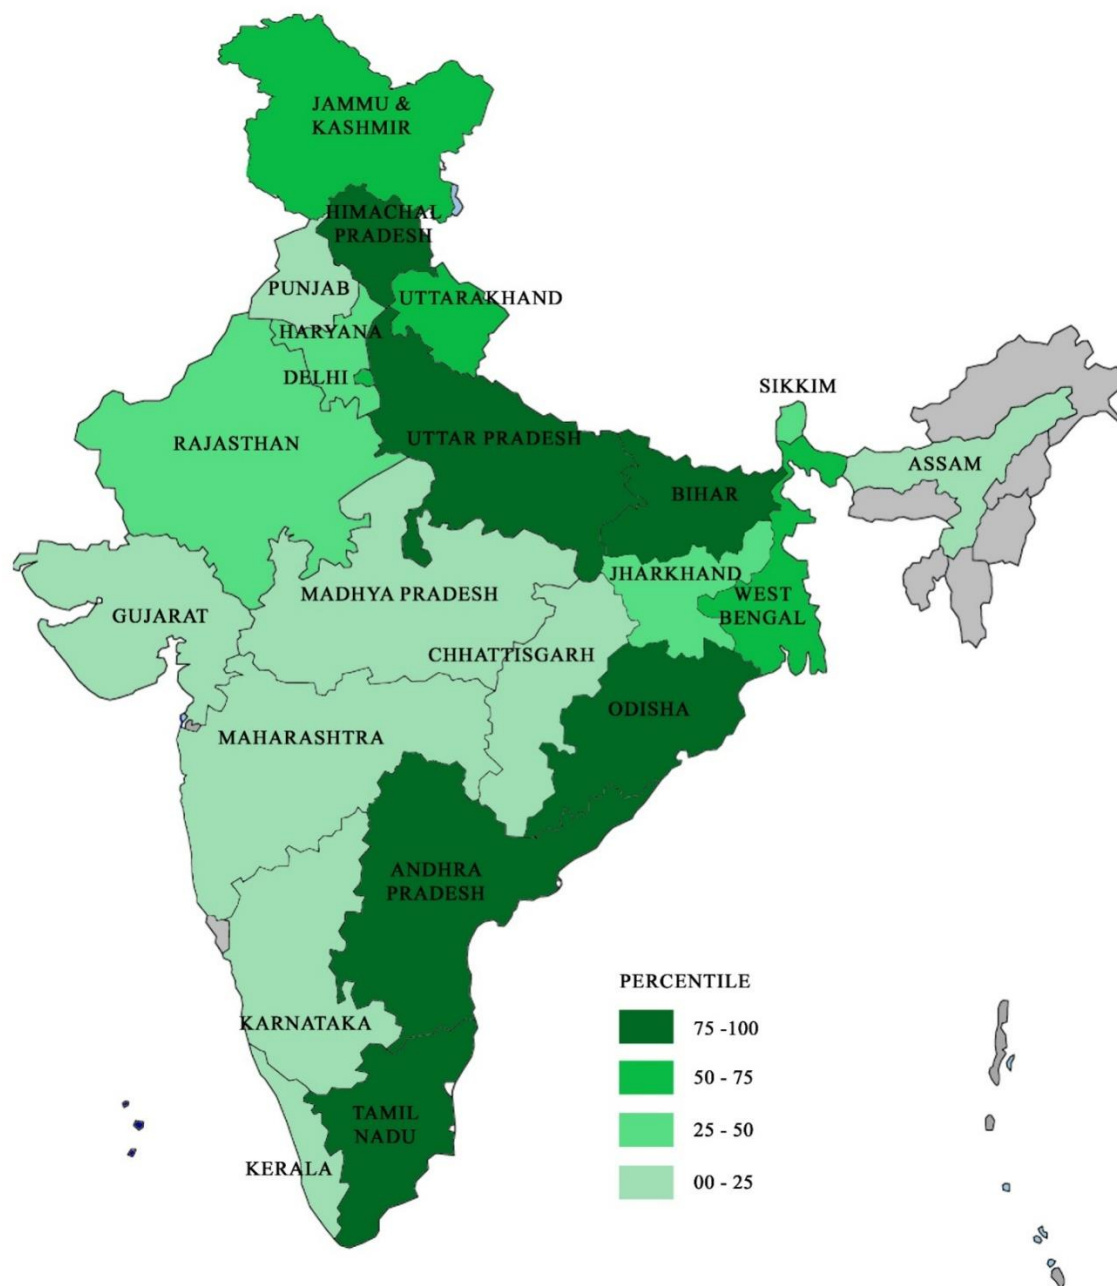 JAMMU &
KASHMIR
HIMACHAL
PRADESH
PUNJAB
UTTARAKHAND
HARYANA
DELHI
SIKKIM
RAJASTHAN
UTTAR PRADESH
ASSAM
BIHAR
JHARKHAND
MADHYA PRADESH
WEST
BENGAL
GUJARAT
CHHATTISGARH
ODISHA
MAHARASHTRA
ANDHRA
PRADESH
KARNATAKA
TAMIL
NADU
KERALA
PERCENTILE
75 -100
50 - 75
25 - 50
00 - 25